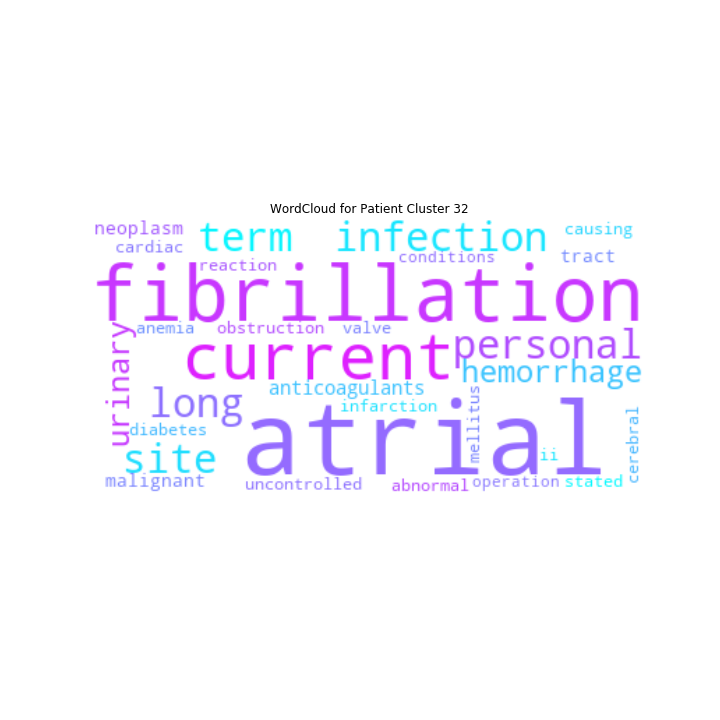 WordCloud for Patient Cluster 32
neoplasm
term
infection
causing
cardiac
conditions
tract
reaction
fibrillation
urinary
anemia
obstruction
valve
current
personal
hemorrhage
long
anticoagulants
infarction
mellitus
cerebral
diabetes
atrial
site
ii
malignant
uncontrolled
abnormal
operation
stated